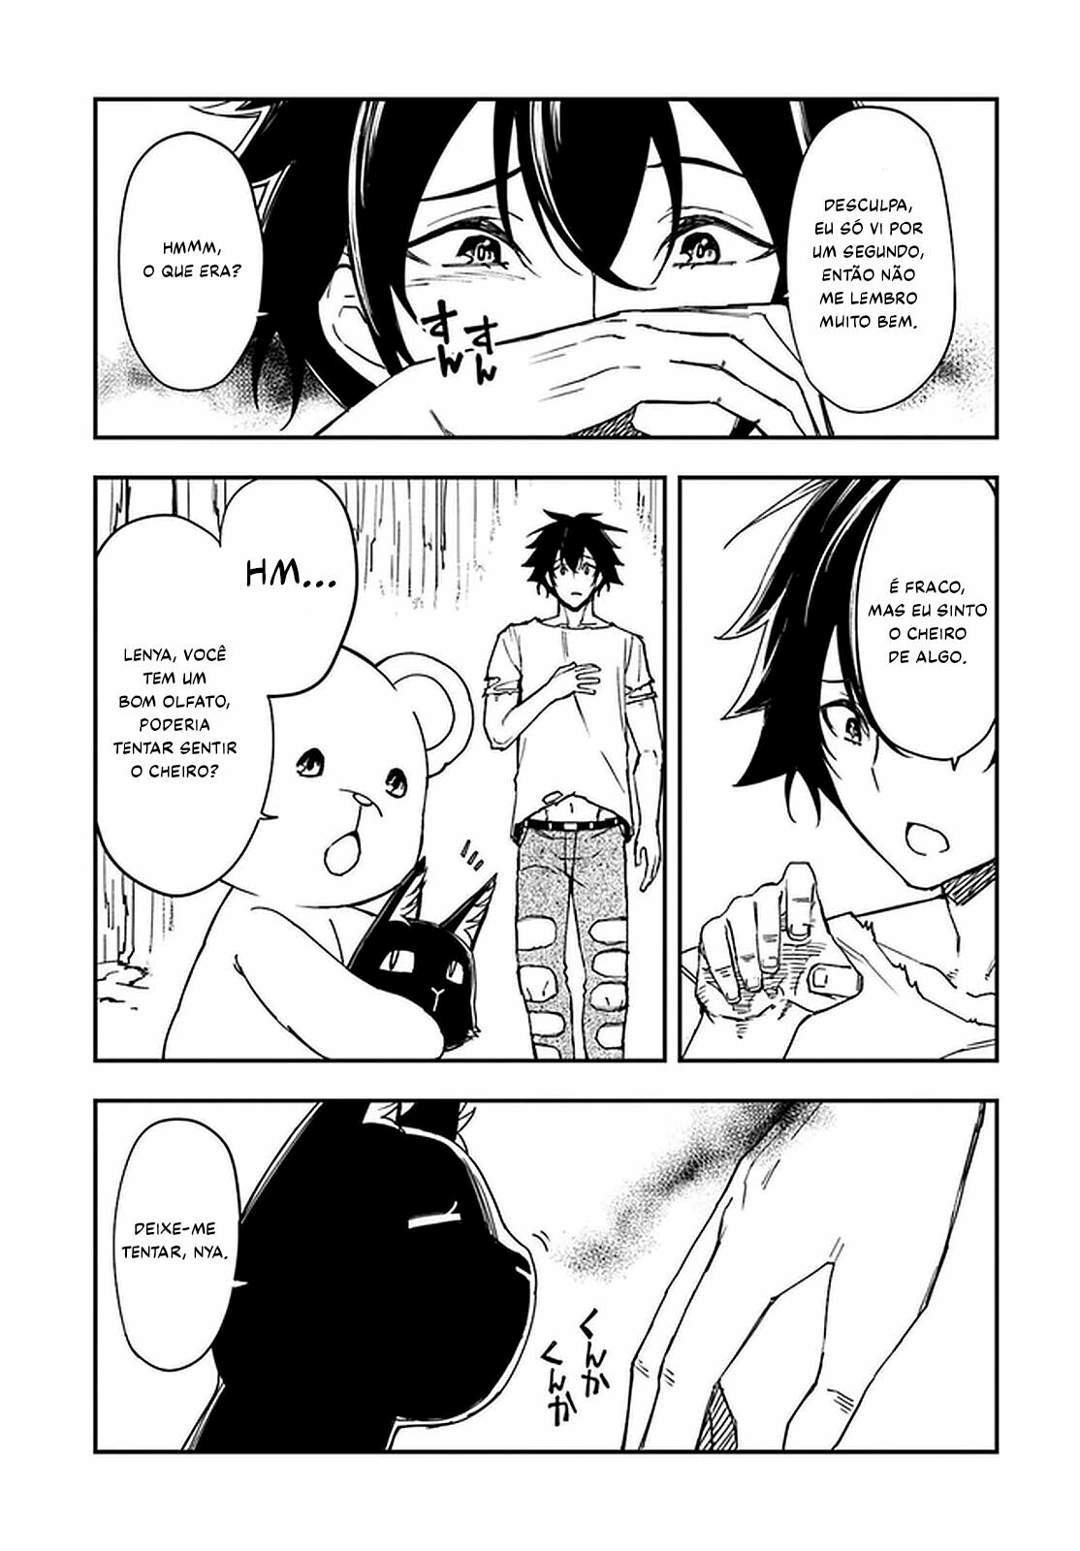 DESCULPA,
EU SÓ VI POR
UM SEGUNDO,
ENTÃO NÃO
ME LEMBRO
MUITO BEM.
HMMM,
O QUE ERA?
すん
すん
É FRACO,
MAS EU SINTO
O CHEIRO
DE ALGO.
HM...
LENYA, VOCÊ
TEM UM
BOM OLFATO,
PODERIA
TENTAR SENTIR
O CHEIRO?
DEIXE-ME
TENTAR, NYA.
くんか
くんか